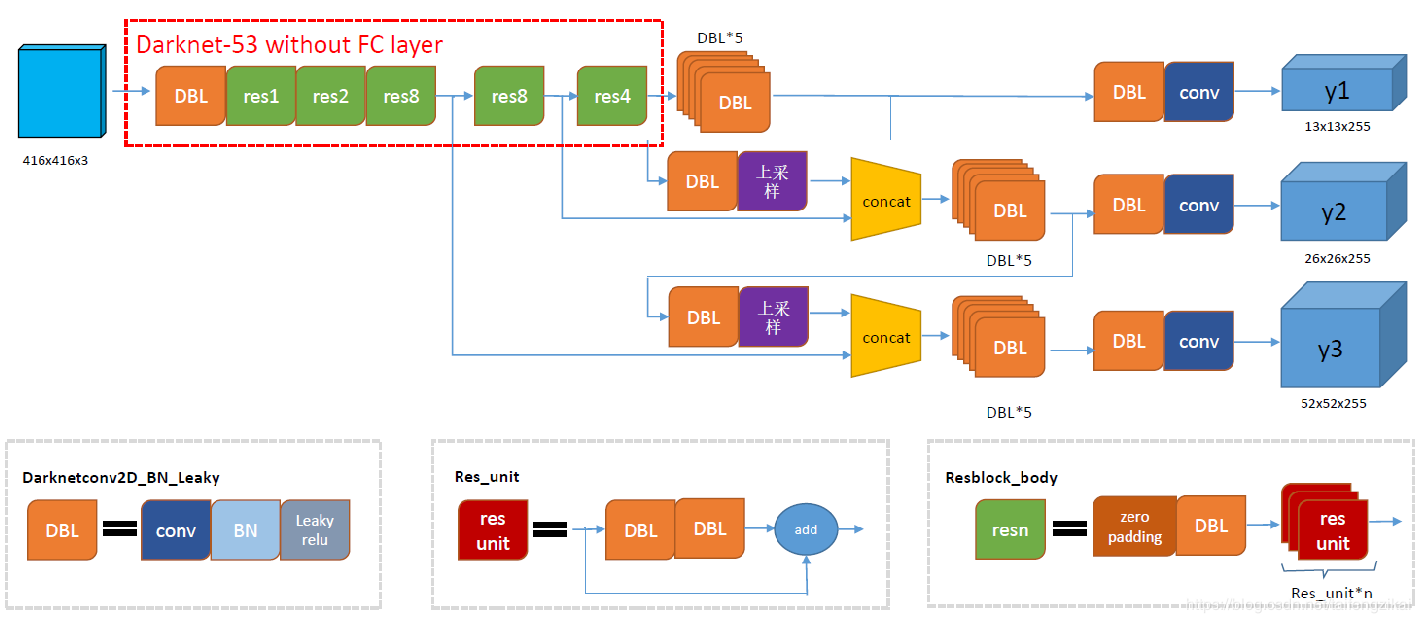 Darknet-53 without FC layer
DBL
res1
res2
res8
res8
res4
DBL*5
DBL
DBL
conv
y1
13x13x255
416x416x3
DBL
上采
样
concat
DBL
DBL*5
DBL
conv
y2
26x26x255
DBL
上采
样
concat
DBL
DBL*5
DBL
conv
y3
52x52x255
Darknetconv2D_BN_Leaky
DBL
conv
BN
Leaky
relu
Res_unit
res
unit
DBL
DBL
add
Resblock_body
resn
zero
padding
DBL
res
unit
Res_unit*n